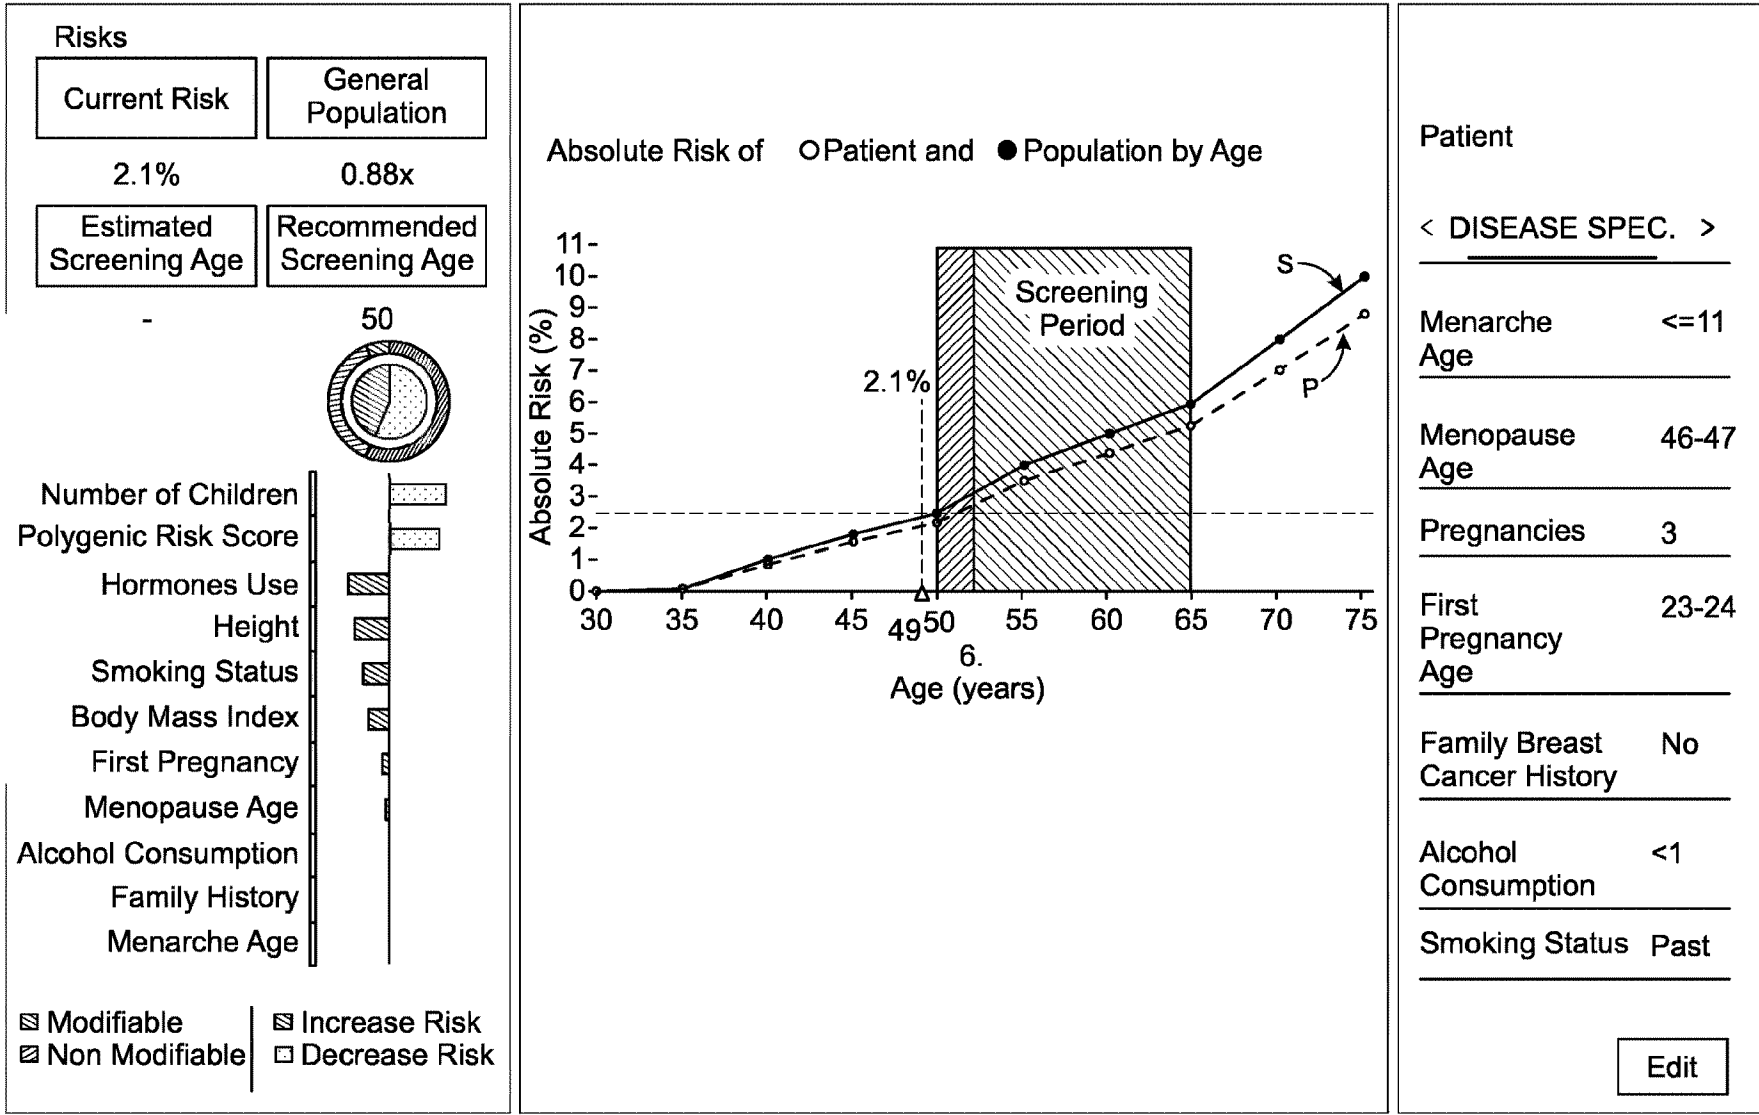 Risks
Current Risk
General
Population
2.1%
0.88x
Estimated
Screening Age
Recommended
Screening Age
-
50
Number of Children
Polygenic Risk Score
Hormones Use
Height
Smoking Status
Body Mass Index
First Pregnancy
Menopause Age
Alcohol Consumption
Family History
Menarche Age
Modifiable
Non Modifiable
Increase Risk
Decrease Risk
Absolute Risk of Patient and Population by Age
Absolute Risk (%)
11
10
9
8
7
6
5
4
3
2
1
0
2.1%
Screening
Period
S
P
30 35 40 45 49 50 55 60 65 70 75
6.
Age (years)
Patient
< DISEASE SPEC. >
Menarche <=11
Age
Menopause 46-47
Age
Pregnancies 3
First 23-24
Pregnancy
Age
Family Breast No
Cancer History
Alcohol <1
Consumption
Smoking Status Past
Edit